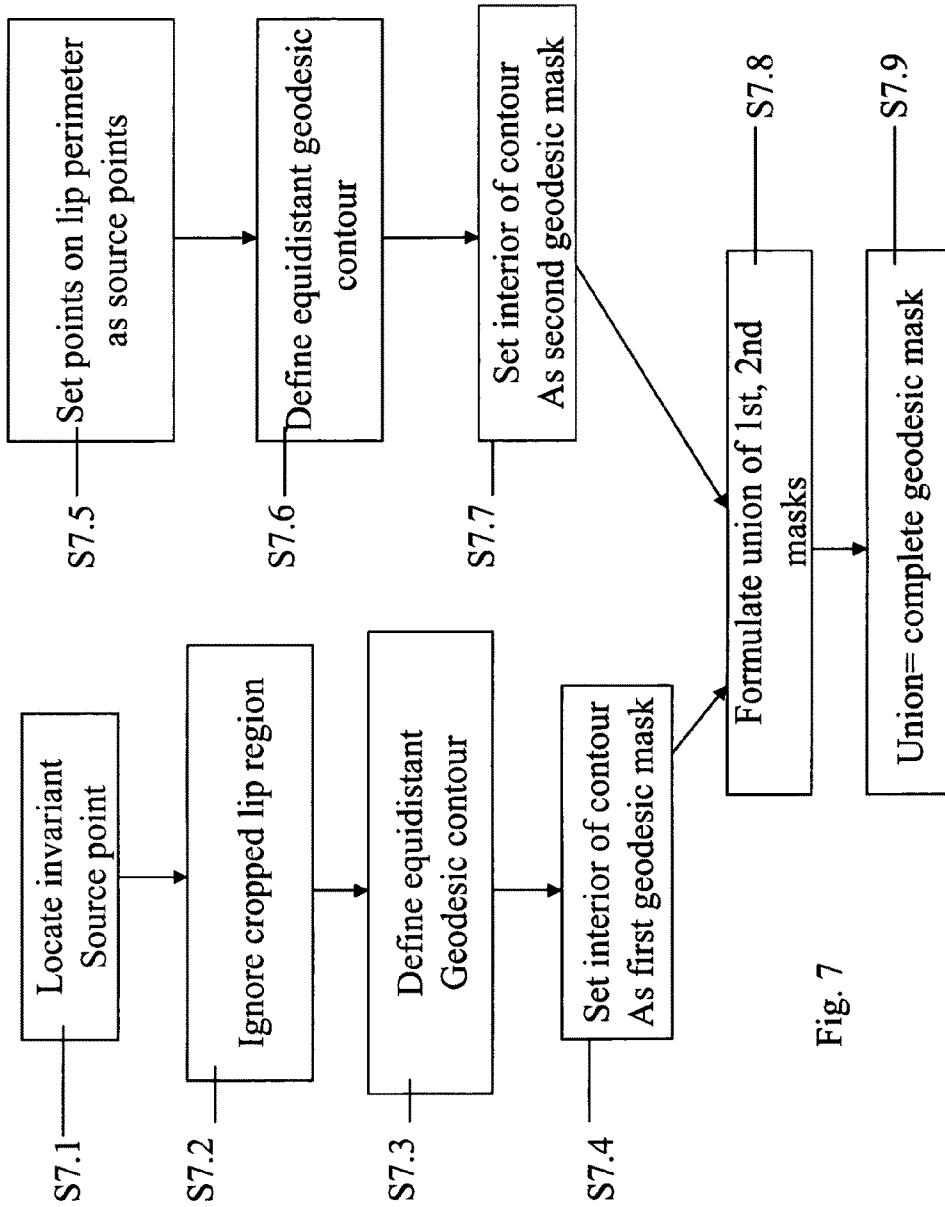 S7.1
Locate invariant
Source point
S7.2
Ignore cropped lip region
S7.3
Define equidistant
Geodesic contour
S7.4
Set interior of contour
As first geodesic mask
S7.5
Set points on lip perimeter
as source points
S7.6
Define equidistant geodesic
contour
S7.7
Set interior of contour
As second geodesic mask
Formulate union of 1st, 2nd
masks
S7.8
Union= complete geodesic mask
S7.9
Fig. 7